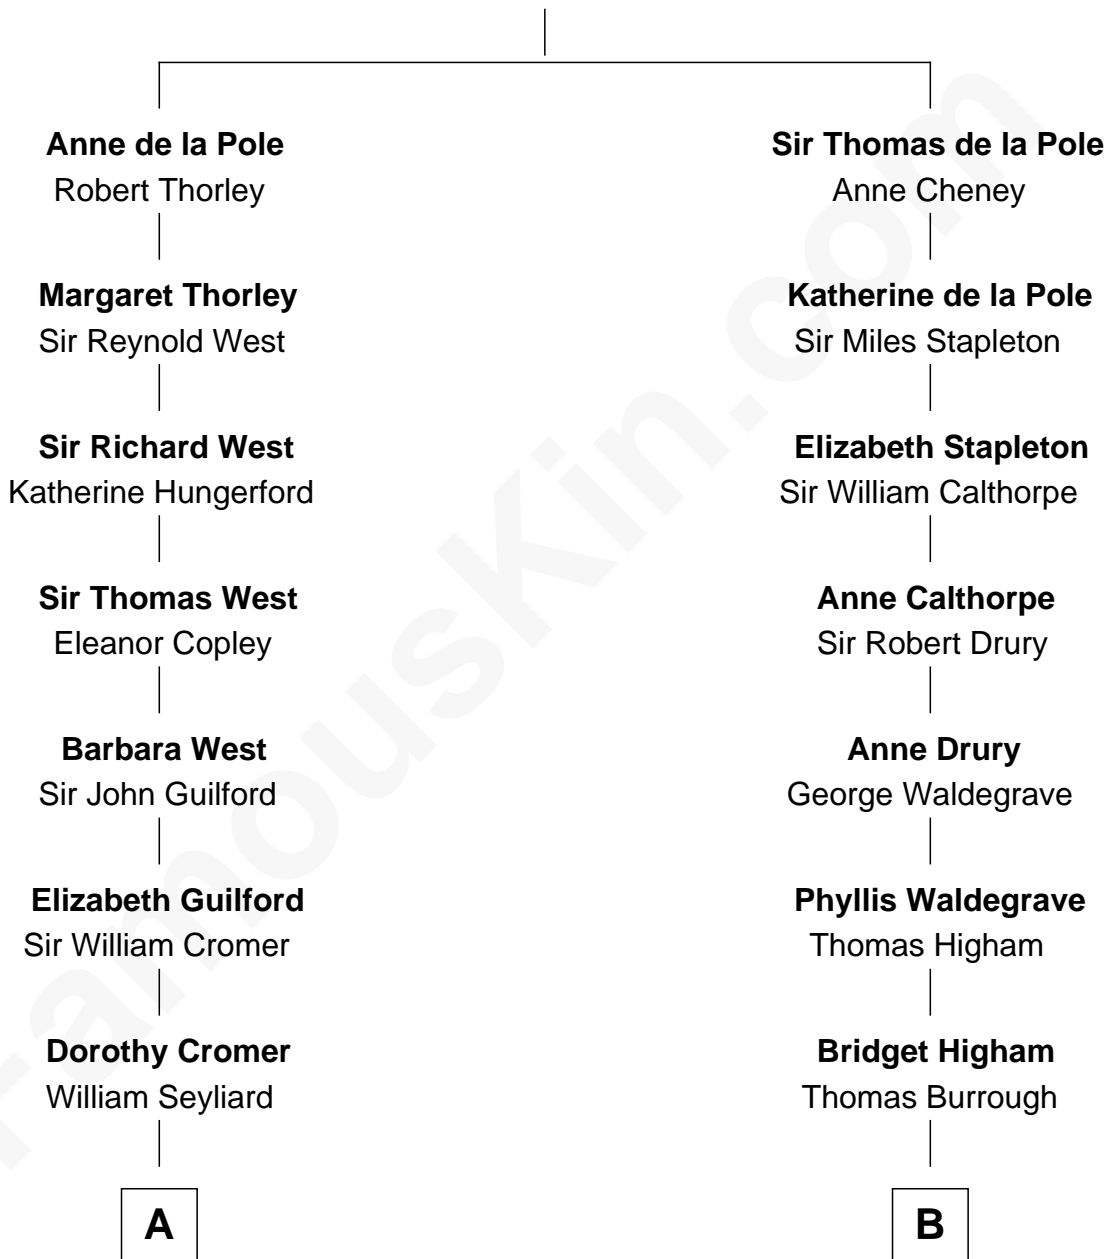 Anne de la Pole
Robert Thorley
Margaret Thorley
Sir Reynold West
Sir Richard West
Katherine Hungerford
Sir Thomas West
Eleanor Copley
Barbara West
Sir John Guilford
Elizabeth Guilford
Sir William Cromer
Dorothy Cromer
William Seyliard
A
Sir Thomas de la Pole
Anne Cheney
Katherine de la Pole
Sir Miles Stapleton
Elizabeth Stapleton
Sir William Calthorpe
Anne Calthorpe
Sir Robert Drury
Anne Drury
George Waldegrave
Phyllis Waldegrave
Thomas Higham
Bridget Higham
Thomas Burrough
B
FamousKin.com